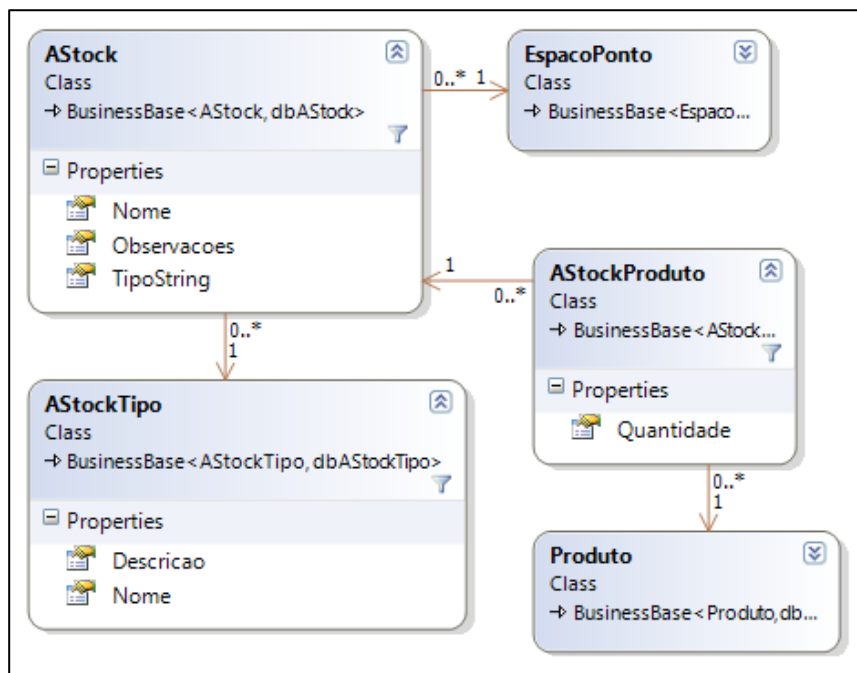 AStock
Class
BusinessBase<AStock, dbAStock>
Properties
Nome
Observacoes
TipoString
0..* 1
EspacoPonto
Class
BusinessBase<Espaco...
1
0..*
AStockProduto
Class
BusinessBase<AStock...
Properties
Quantidade
0..*
1
AStockTipo
Class
BusinessBase<AStockTipo, dbAStockTipo>
Properties
Descricao
Nome
0..*
1
Produto
Class
BusinessBase<Produto,db...